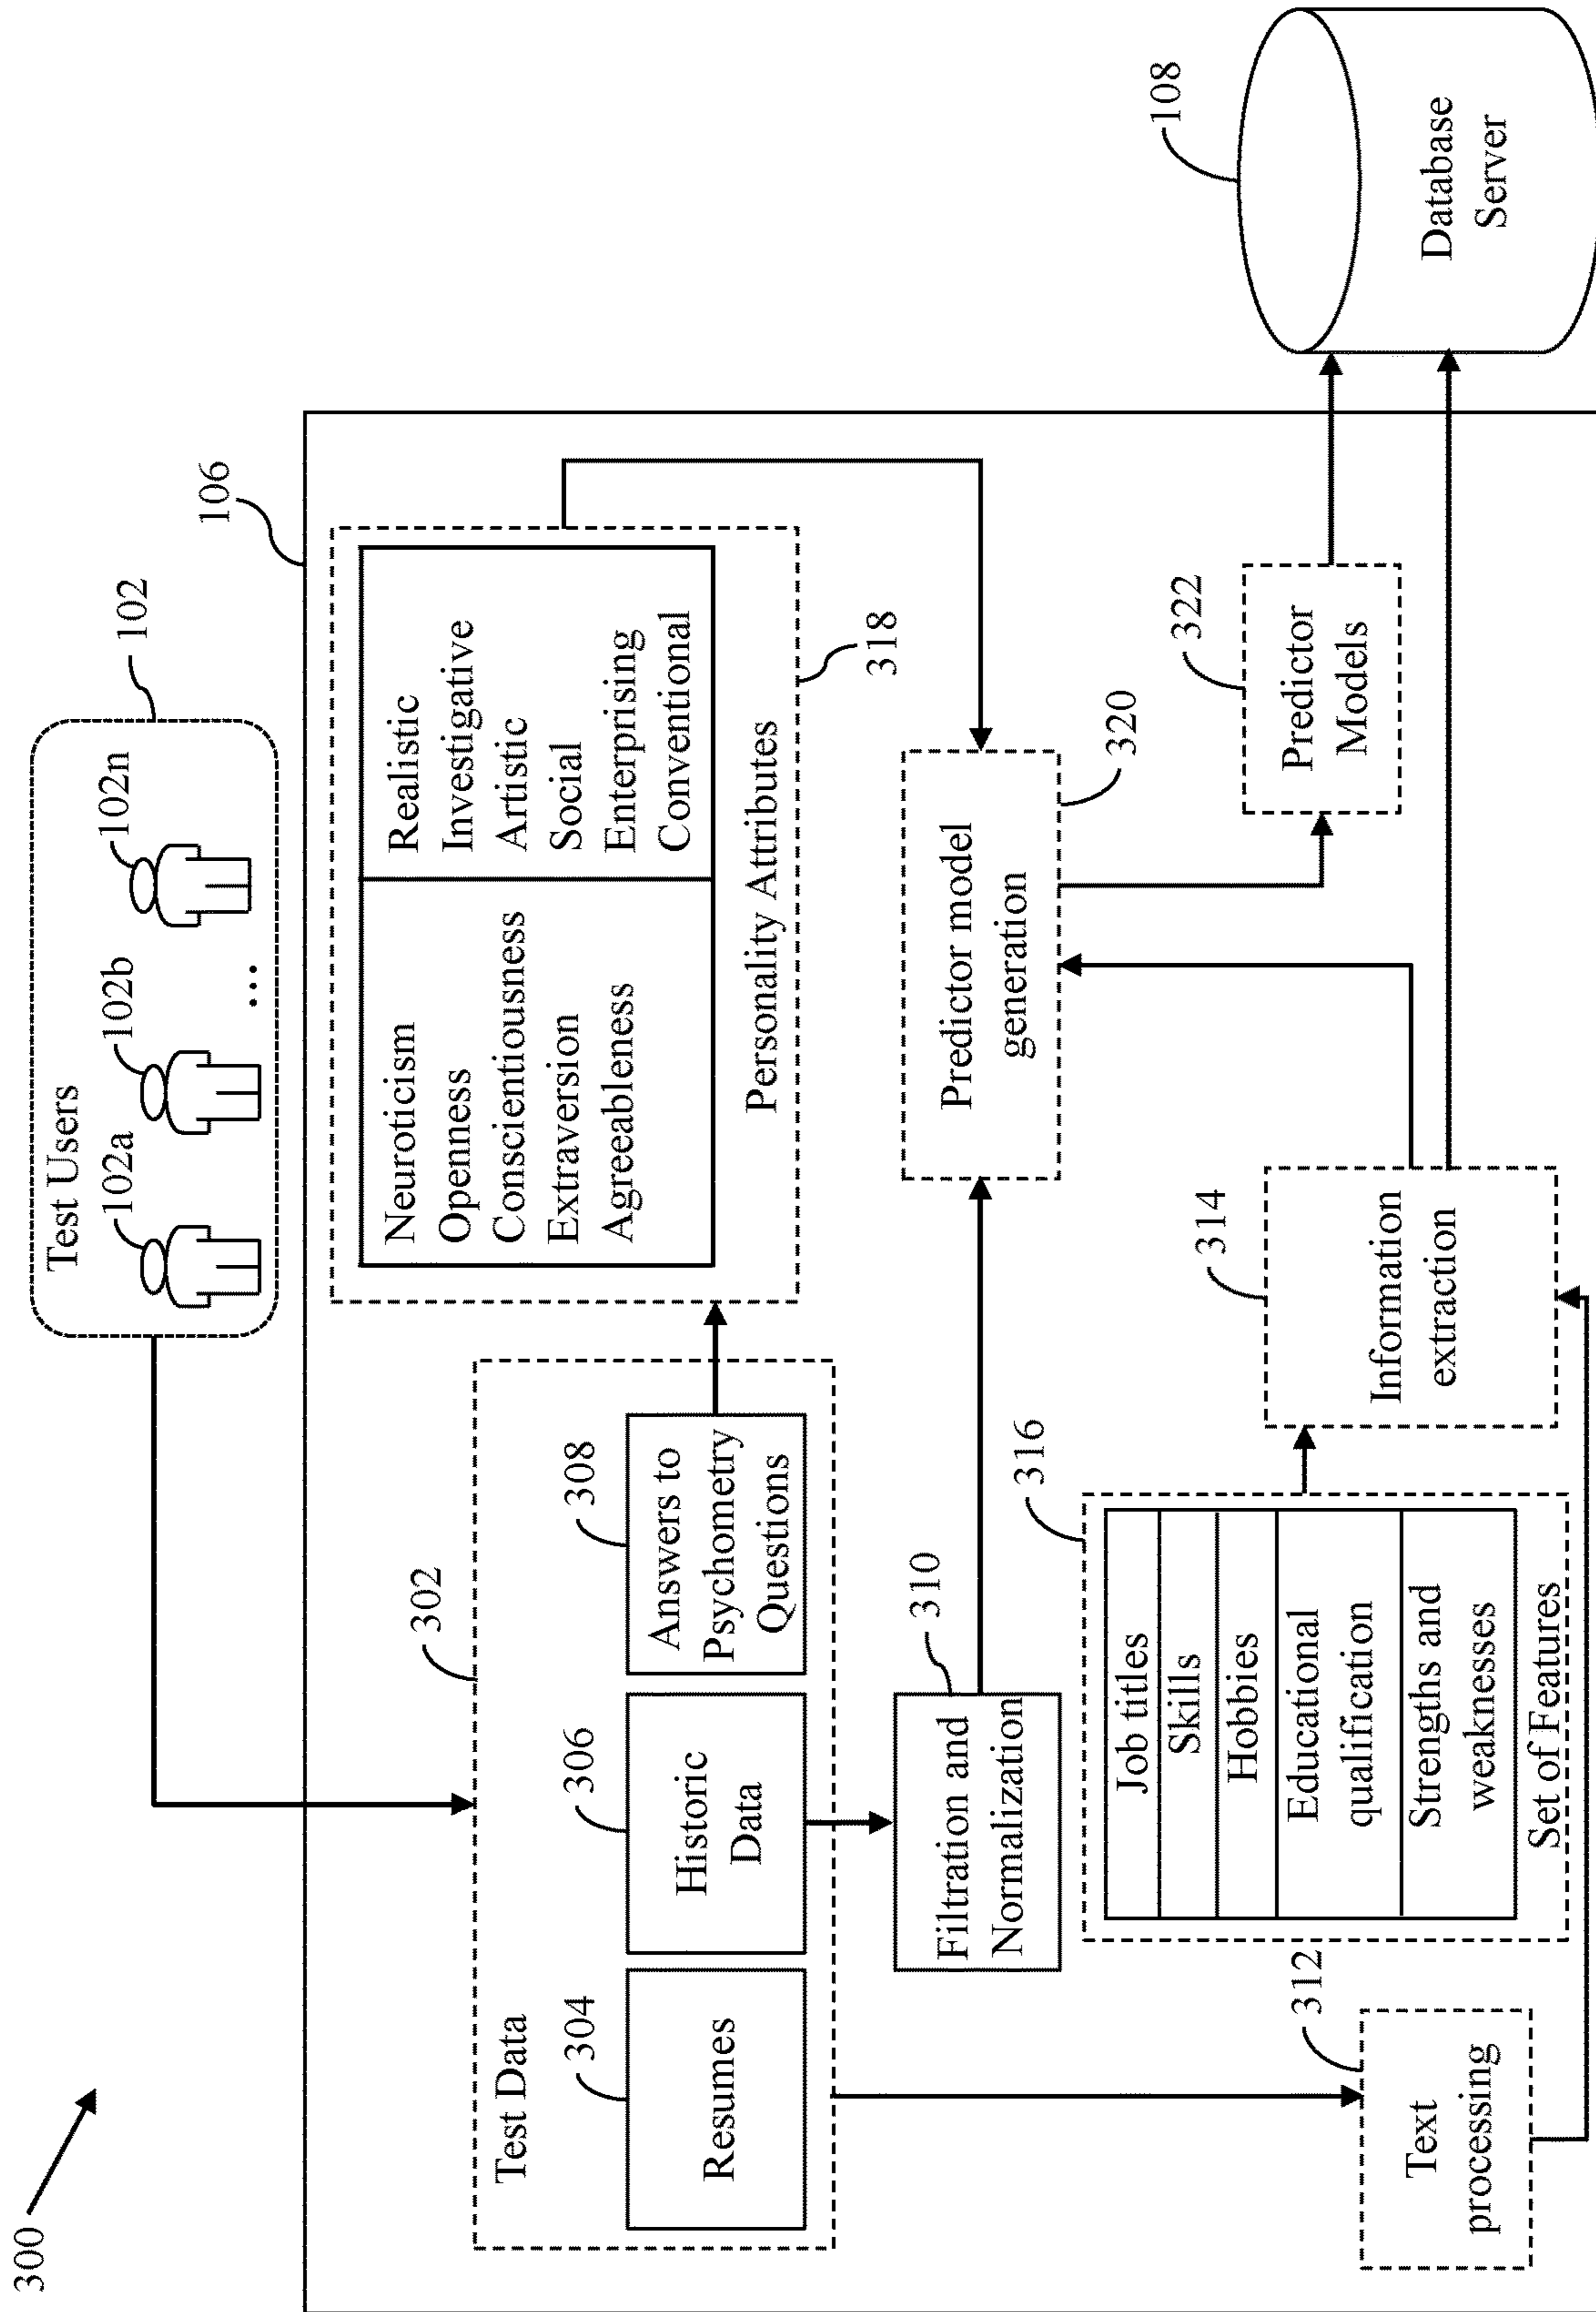 300
Test Users
102
102a
102b
102n
...
106
302
Test Data
304
Resumes
306
Historic
Data
308
Answers to
Psychometry
Questions
Neuroticism
Openness
Conscientiousness
Extraversion
Agreeableness
Realistic
Investigative
Artistic
Social
Enterprising
Conventional
Personality Attributes
318
310
Filtration and
Normalization
Predictor model
generation
320
312
Text
processing
316
Job titles
Skills
Hobbies
Educational
qualification
Strengths and
weaknesses
Set of Features
314
Information
extraction
322
Predictor
Models
108
Database
Server